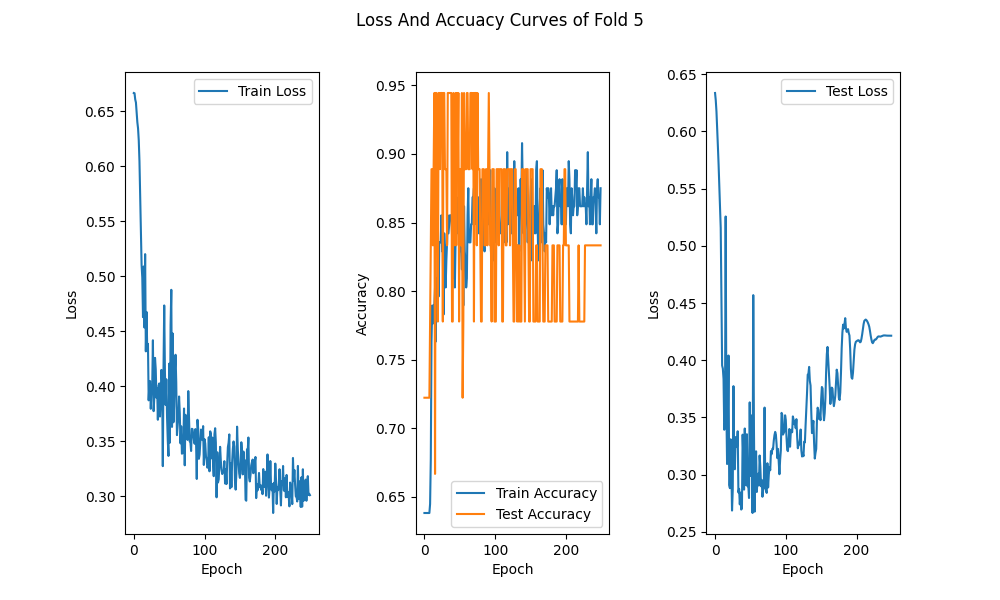 Loss And Accuacy Curves of Fold 5
Train Loss
0.65
0.60
0.55
0.50
0.45
0.40
0.35
0.30
Loss
0 100 200
Epoch
0.95
0.90
0.85
0.80
0.75
0.70
0.65
Accuracy
Train Accuracy
Test Accuracy
0 100 200
Epoch
Test Loss
0.65
0.60
0.55
0.50
0.45
0.40
0.35
0.30
0.25
Loss
0 100 200
Epoch